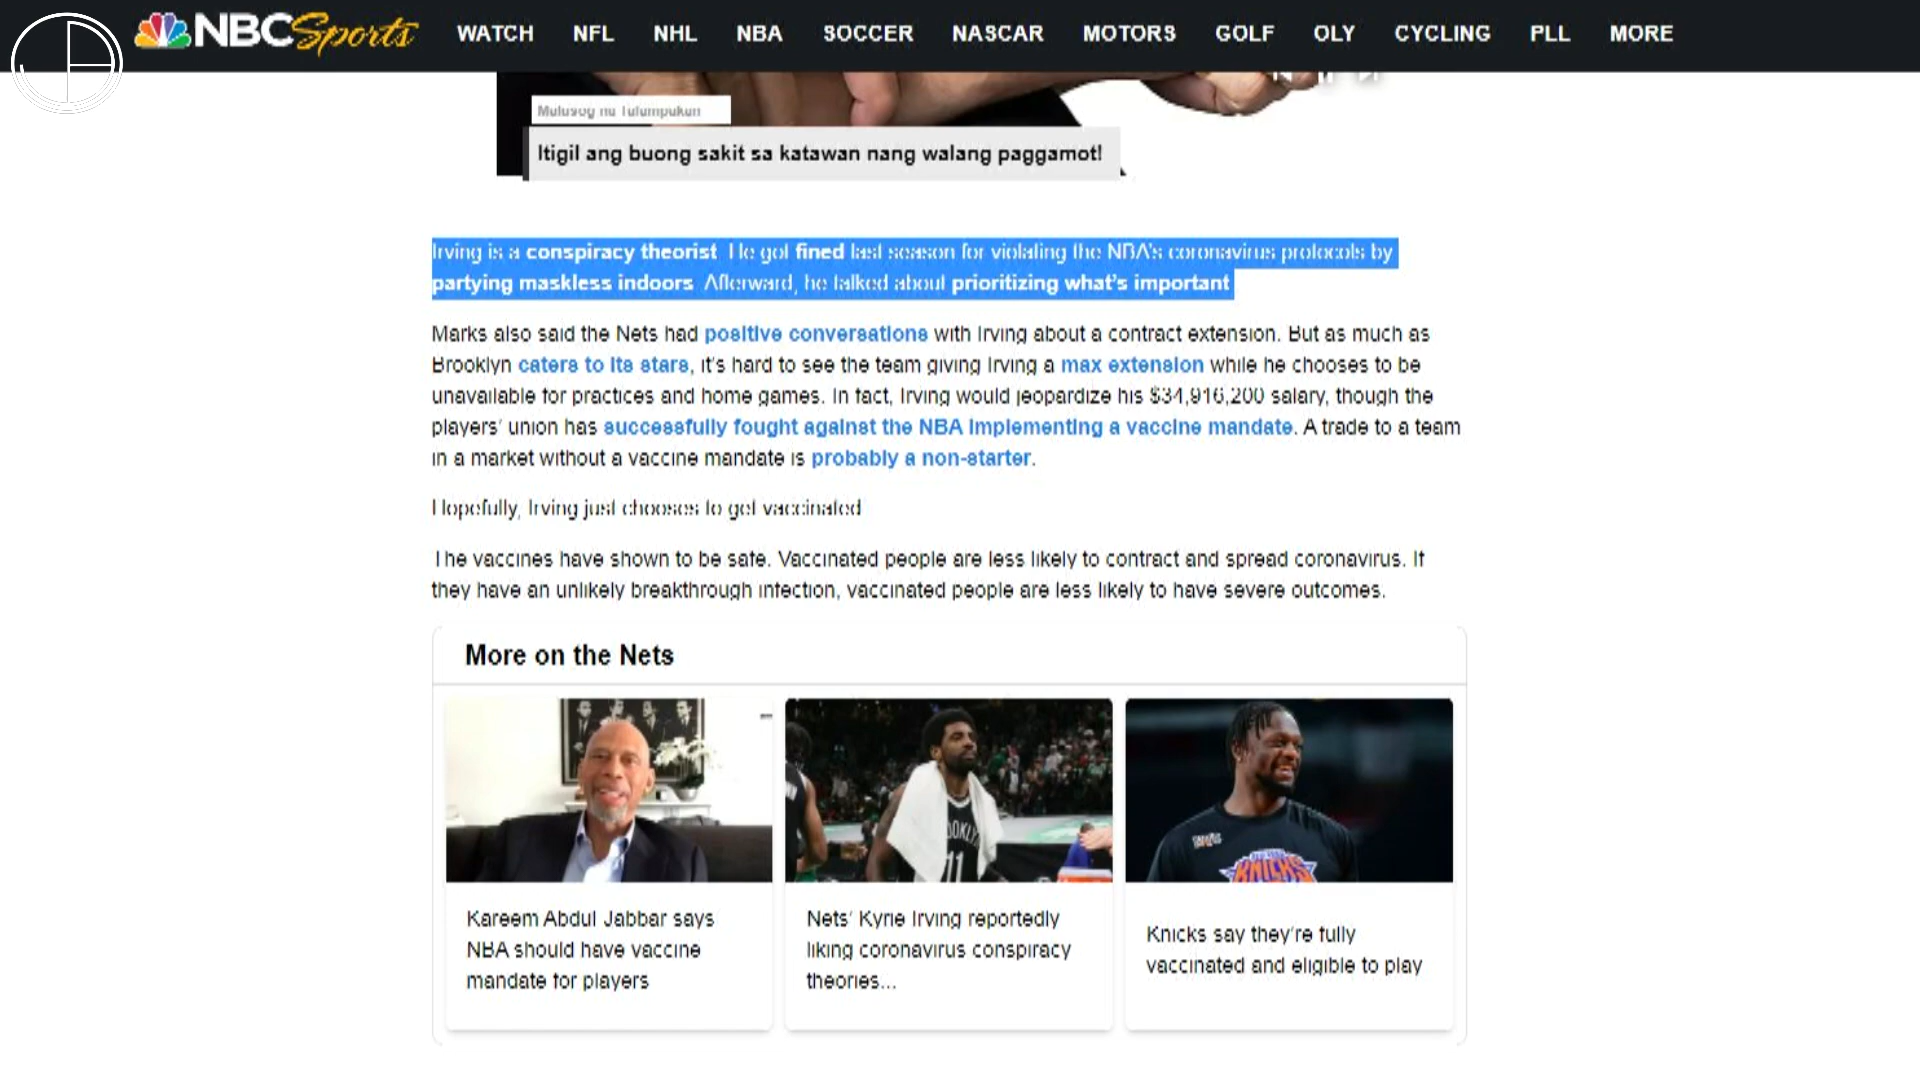 NBC Sports WATCH NFL NHL NBA SOCCER NASCAR MOTORS GOLF OLY CYCLING PLL MORE
Mulusog na Tulumpukan
Itigil ang buong sakit sa katawan nang walang paggamot!
Irving is a conspiracy theorist. He got fined last season for violating the NBA's coronavirus protocols by
partying maskless indoors. Afterward, he talked about prioritizing what's important.
Marks also said the Nets had positive conversations with Irving about a contract extension. But as much as
Brooklyn caters to its stars, it's hard to see the team giving Irving a max extension while he chooses to be
unavailable for practices and home games. In fact, Irving would jeopardize his $34,916,200 salary, though the
players' union has successfully fought against the NBA implementing a vaccine mandate. A trade to a team
in a market without a vaccine mandate is probably a non-starter.
Hopefully, Irving just chooses to get vaccinated.
The vaccines have shown to be safe. Vaccinated people are less likely to contract and spread coronavirus. If
they have an unlikely breakthrough infection, vaccinated people are less likely to have severe outcomes.
More on the Nets
BROOKLYN
11
KNICKS
Kareem Abdul Jabbar says
NBA should have vaccine
mandate for players
Nets' Kyrie Irving reportedly
liking coronavirus conspiracy
theories...
Knicks say they're fully
vaccinated and eligible to play